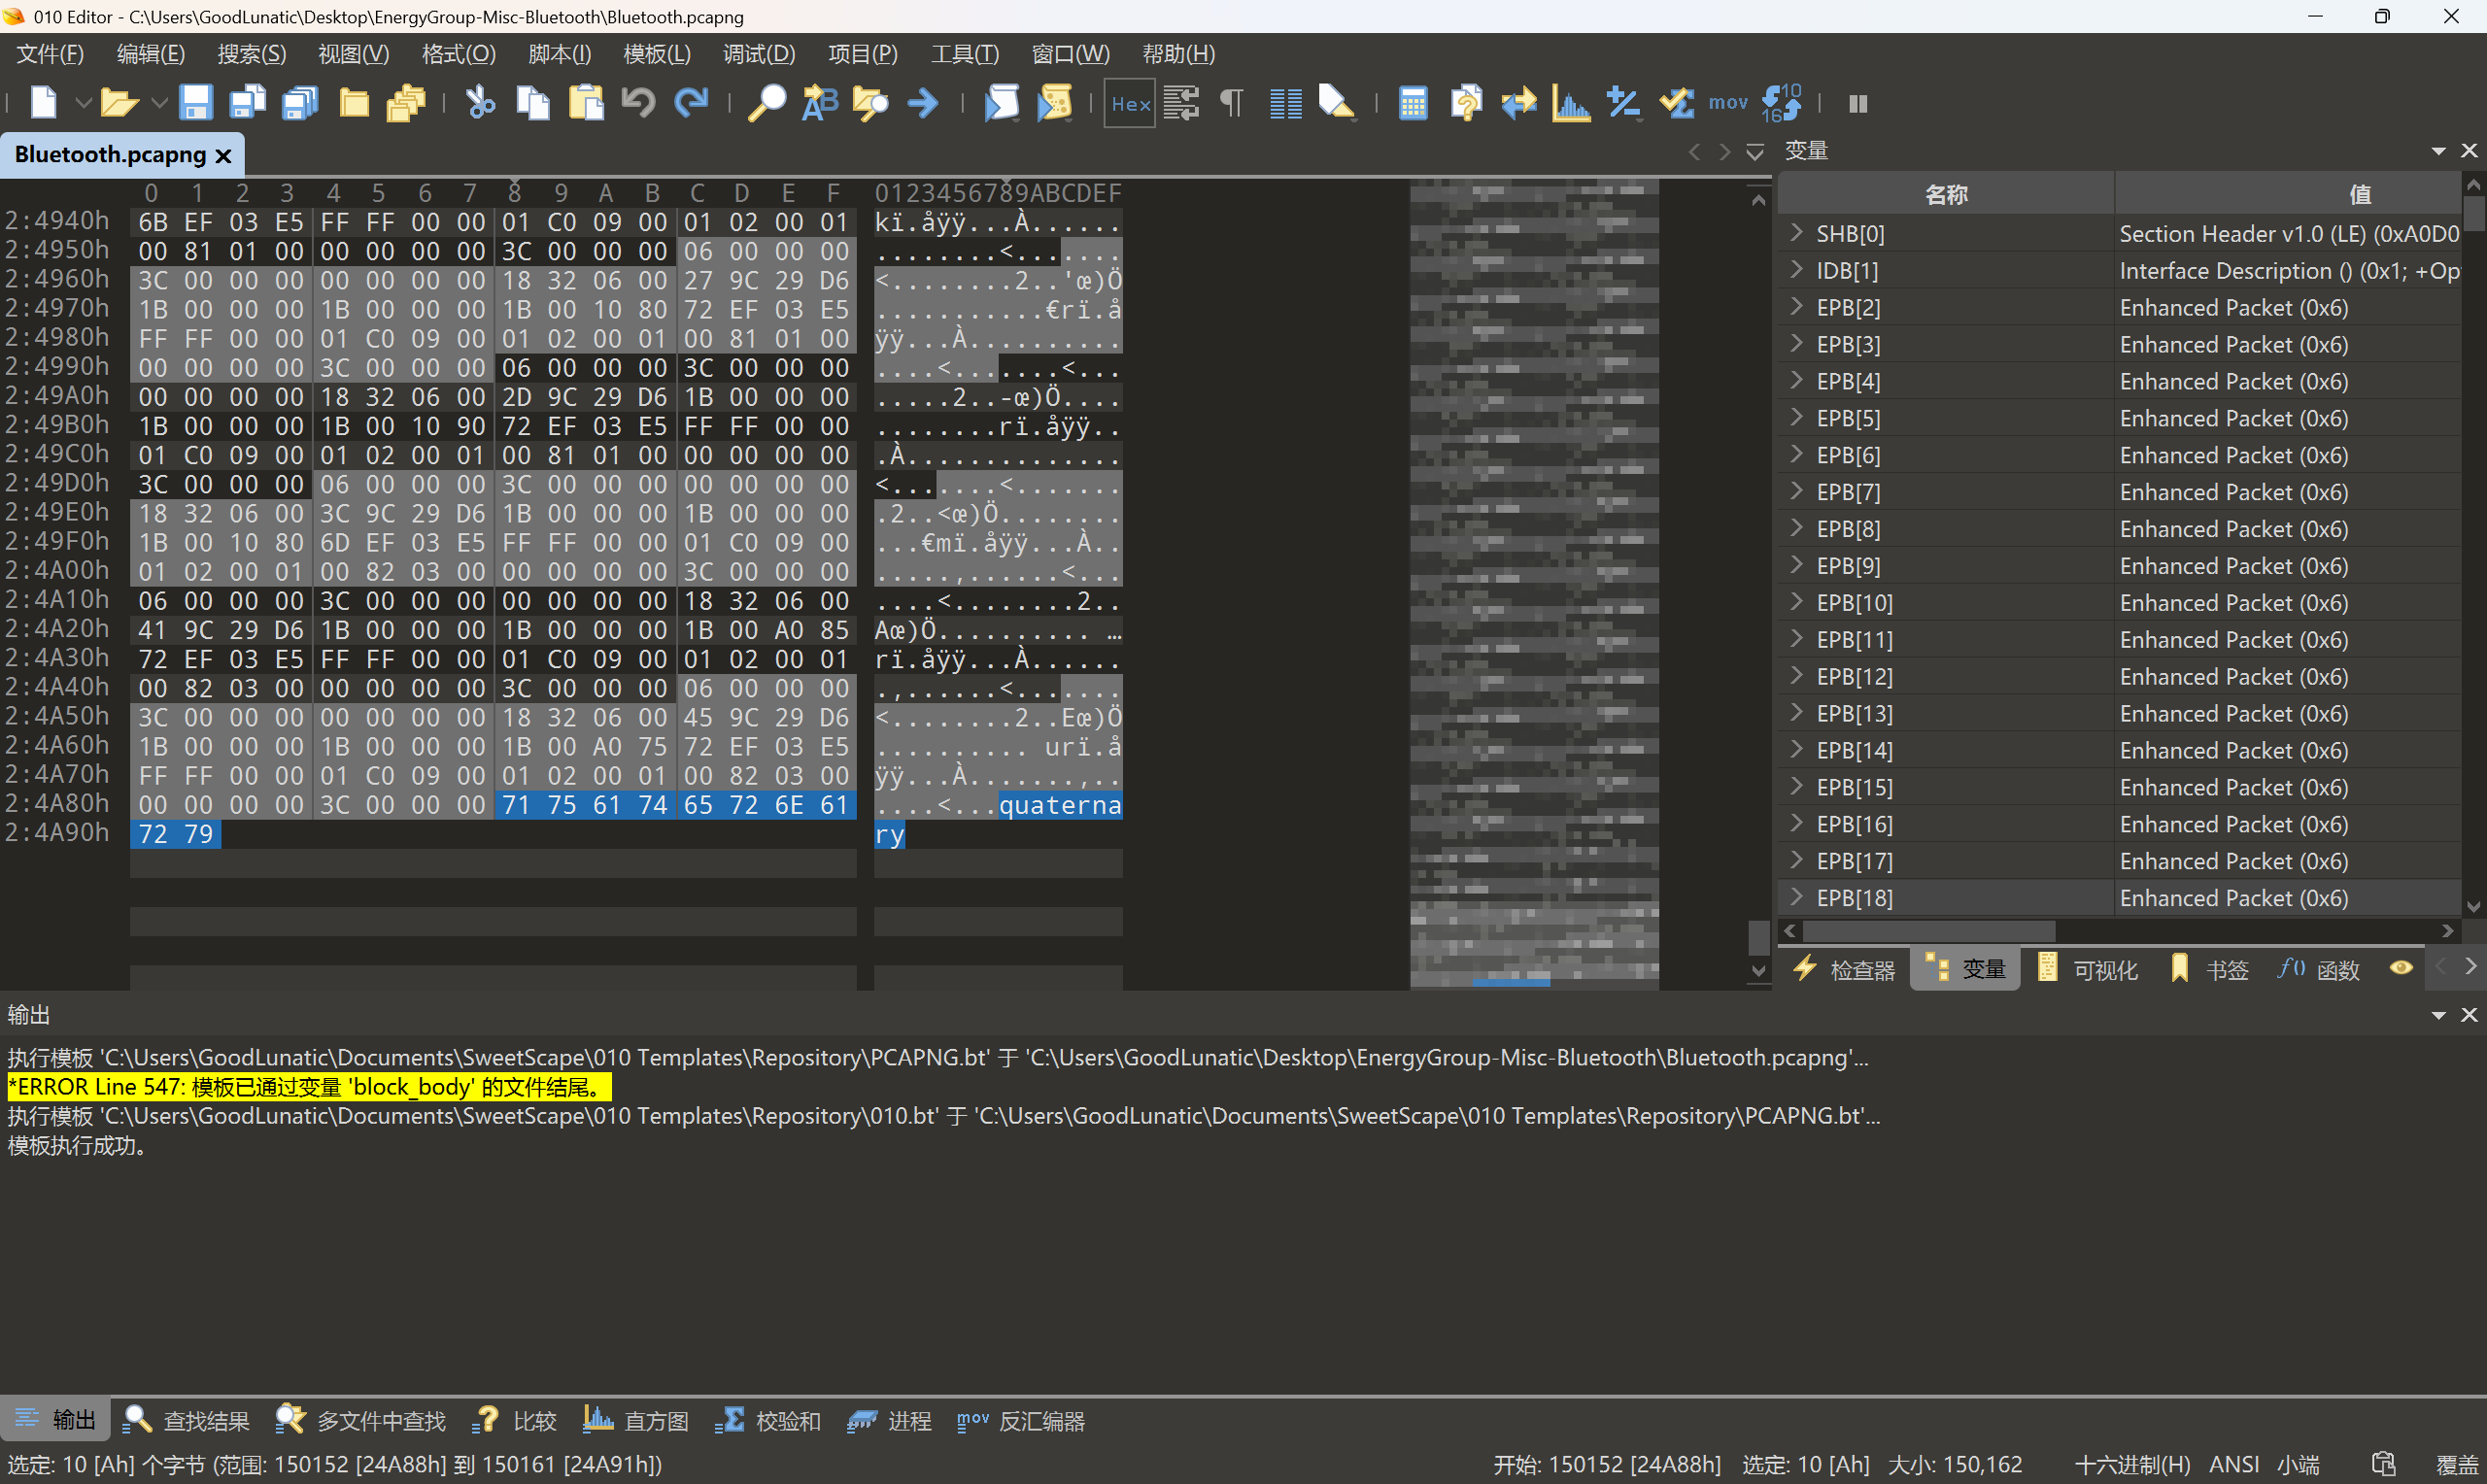 010 Editor - C:\Users\GoodLunatic\Desktop\EnergyGroup-Misc-Bluetooth\Bluetooth.pcapng
文件(F) 编辑(E) 搜索(S) 视图(V) 格式(O) 脚本(I) 模板(L) 调试(D) 项目(P) 工具(T) 窗口(W) 帮助(H)
A B Hex mov 10 16
Bluetooth.pcapng
0 1 2 3 4 5 6 7 8 9 A B C D E F 0123456789ABCDEF
2:4940h 6B EF 03 E5 FF FF 00 00 01 C0 09 00 01 02 00 01 kï.åÿÿ...À......
2:4950h 00 81 01 00 00 00 00 00 3C 00 00 00 06 00 00 00 ........<.......
2:4960h 3C 00 00 00 00 00 00 00 18 32 06 00 27 9C 29 D6 <........2..'œ)Ö
2:4970h 1B 00 00 00 1B 00 00 00 1B 00 10 80 72 EF 03 E5 ...........€rï.å
2:4980h FF FF 00 00 01 C0 09 00 01 02 00 01 00 81 01 00 ÿÿ...À..........
2:4990h 00 00 00 00 3C 00 00 00 06 00 00 00 3C 00 00 00 ....<.......<...
2:49A0h 00 00 00 00 18 32 06 00 2D 9C 29 D6 1B 00 00 00 .....2..-œ)Ö....
2:49B0h 1B 00 00 00 1B 00 10 90 72 EF 03 E5 FF FF 00 00 ........rï.åÿÿ..
2:49C0h 01 C0 09 00 01 02 00 01 00 81 01 00 00 00 00 00 .À..............
2:49D0h 3C 00 00 00 06 00 00 00 3C 00 00 00 00 00 00 00 <.......<.......
2:49E0h 18 32 06 00 3C 9C 29 D6 1B 00 00 00 1B 00 00 00 .2..<œ)Ö........
2:49F0h 1B 00 10 80 6D EF 03 E5 FF FF 00 00 01 C0 09 00 ...€mï.åÿÿ...À..
2:4A00h 01 02 00 01 00 82 03 00 00 00 00 00 3C 00 00 00 .....‚......<...
2:4A10h 06 00 00 00 3C 00 00 00 00 00 00 00 18 32 06 00 ....<........2..
2:4A20h 41 9C 29 D6 1B 00 00 00 1B 00 00 00 1B 00 A0 85 Aœ)Ö.......... …
2:4A30h 72 EF 03 E5 FF FF 00 00 01 C0 09 00 01 02 00 01 rï.åÿÿ...À......
2:4A40h 00 82 03 00 00 00 00 00 3C 00 00 00 06 00 00 00 .‚......<.......
2:4A50h 3C 00 00 00 00 00 00 00 18 32 06 00 45 9C 29 D6 <........2..Eœ)Ö
2:4A60h 1B 00 00 00 1B 00 00 00 1B 00 A0 75 72 EF 03 E5 .......... urï.å
2:4A70h FF FF 00 00 01 C0 09 00 01 02 00 01 00 82 03 00 ÿÿ...À.......‚..
2:4A80h 00 00 00 00 3C 00 00 00 71 75 61 74 65 72 6E 61 ....<...quaterna
2:4A90h 72 79 ry
变量
名称 值
SHB[0] Section Header v1.0 (LE) (0xA0D0
IDB[1] Interface Description () (0x1; +Op
EPB[2] Enhanced Packet (0x6)
EPB[3] Enhanced Packet (0x6)
EPB[4] Enhanced Packet (0x6)
EPB[5] Enhanced Packet (0x6)
EPB[6] Enhanced Packet (0x6)
EPB[7] Enhanced Packet (0x6)
EPB[8] Enhanced Packet (0x6)
EPB[9] Enhanced Packet (0x6)
EPB[10] Enhanced Packet (0x6)
EPB[11] Enhanced Packet (0x6)
EPB[12] Enhanced Packet (0x6)
EPB[13] Enhanced Packet (0x6)
EPB[14] Enhanced Packet (0x6)
EPB[15] Enhanced Packet (0x6)
EPB[16] Enhanced Packet (0x6)
EPB[17] Enhanced Packet (0x6)
EPB[18] Enhanced Packet (0x6)
检查器 变量 可视化 书签 f() 函数
输出
执行模板 'C:\Users\GoodLunatic\Documents\SweetScape\010 Templates\Repository\PCAPNG.bt' 于 'C:\Users\GoodLunatic\Desktop\EnergyGroup-Misc-Bluetooth\Bluetooth.pcapng'...
*ERROR Line 547: 模板已通过变量 'block_body' 的文件结尾。
执行模板 'C:\Users\GoodLunatic\Documents\SweetScape\010 Templates\Repository\010.bt' 于 'C:\Users\GoodLunatic\Documents\SweetScape\010 Templates\Repository\PCAPNG.bt'...
模板执行成功。
输出 查找结果 多文件中查找 比较 直方图 校验和 进程 mov 反汇编器
选定: 10 [Ah] 个字节 (范围: 150152 [24A88h] 到 150161 [24A91h]) 开始: 150152 [24A88h] 选定: 10 [Ah] 大小: 150,162 十六进制(H) ANSI 小端 覆盖